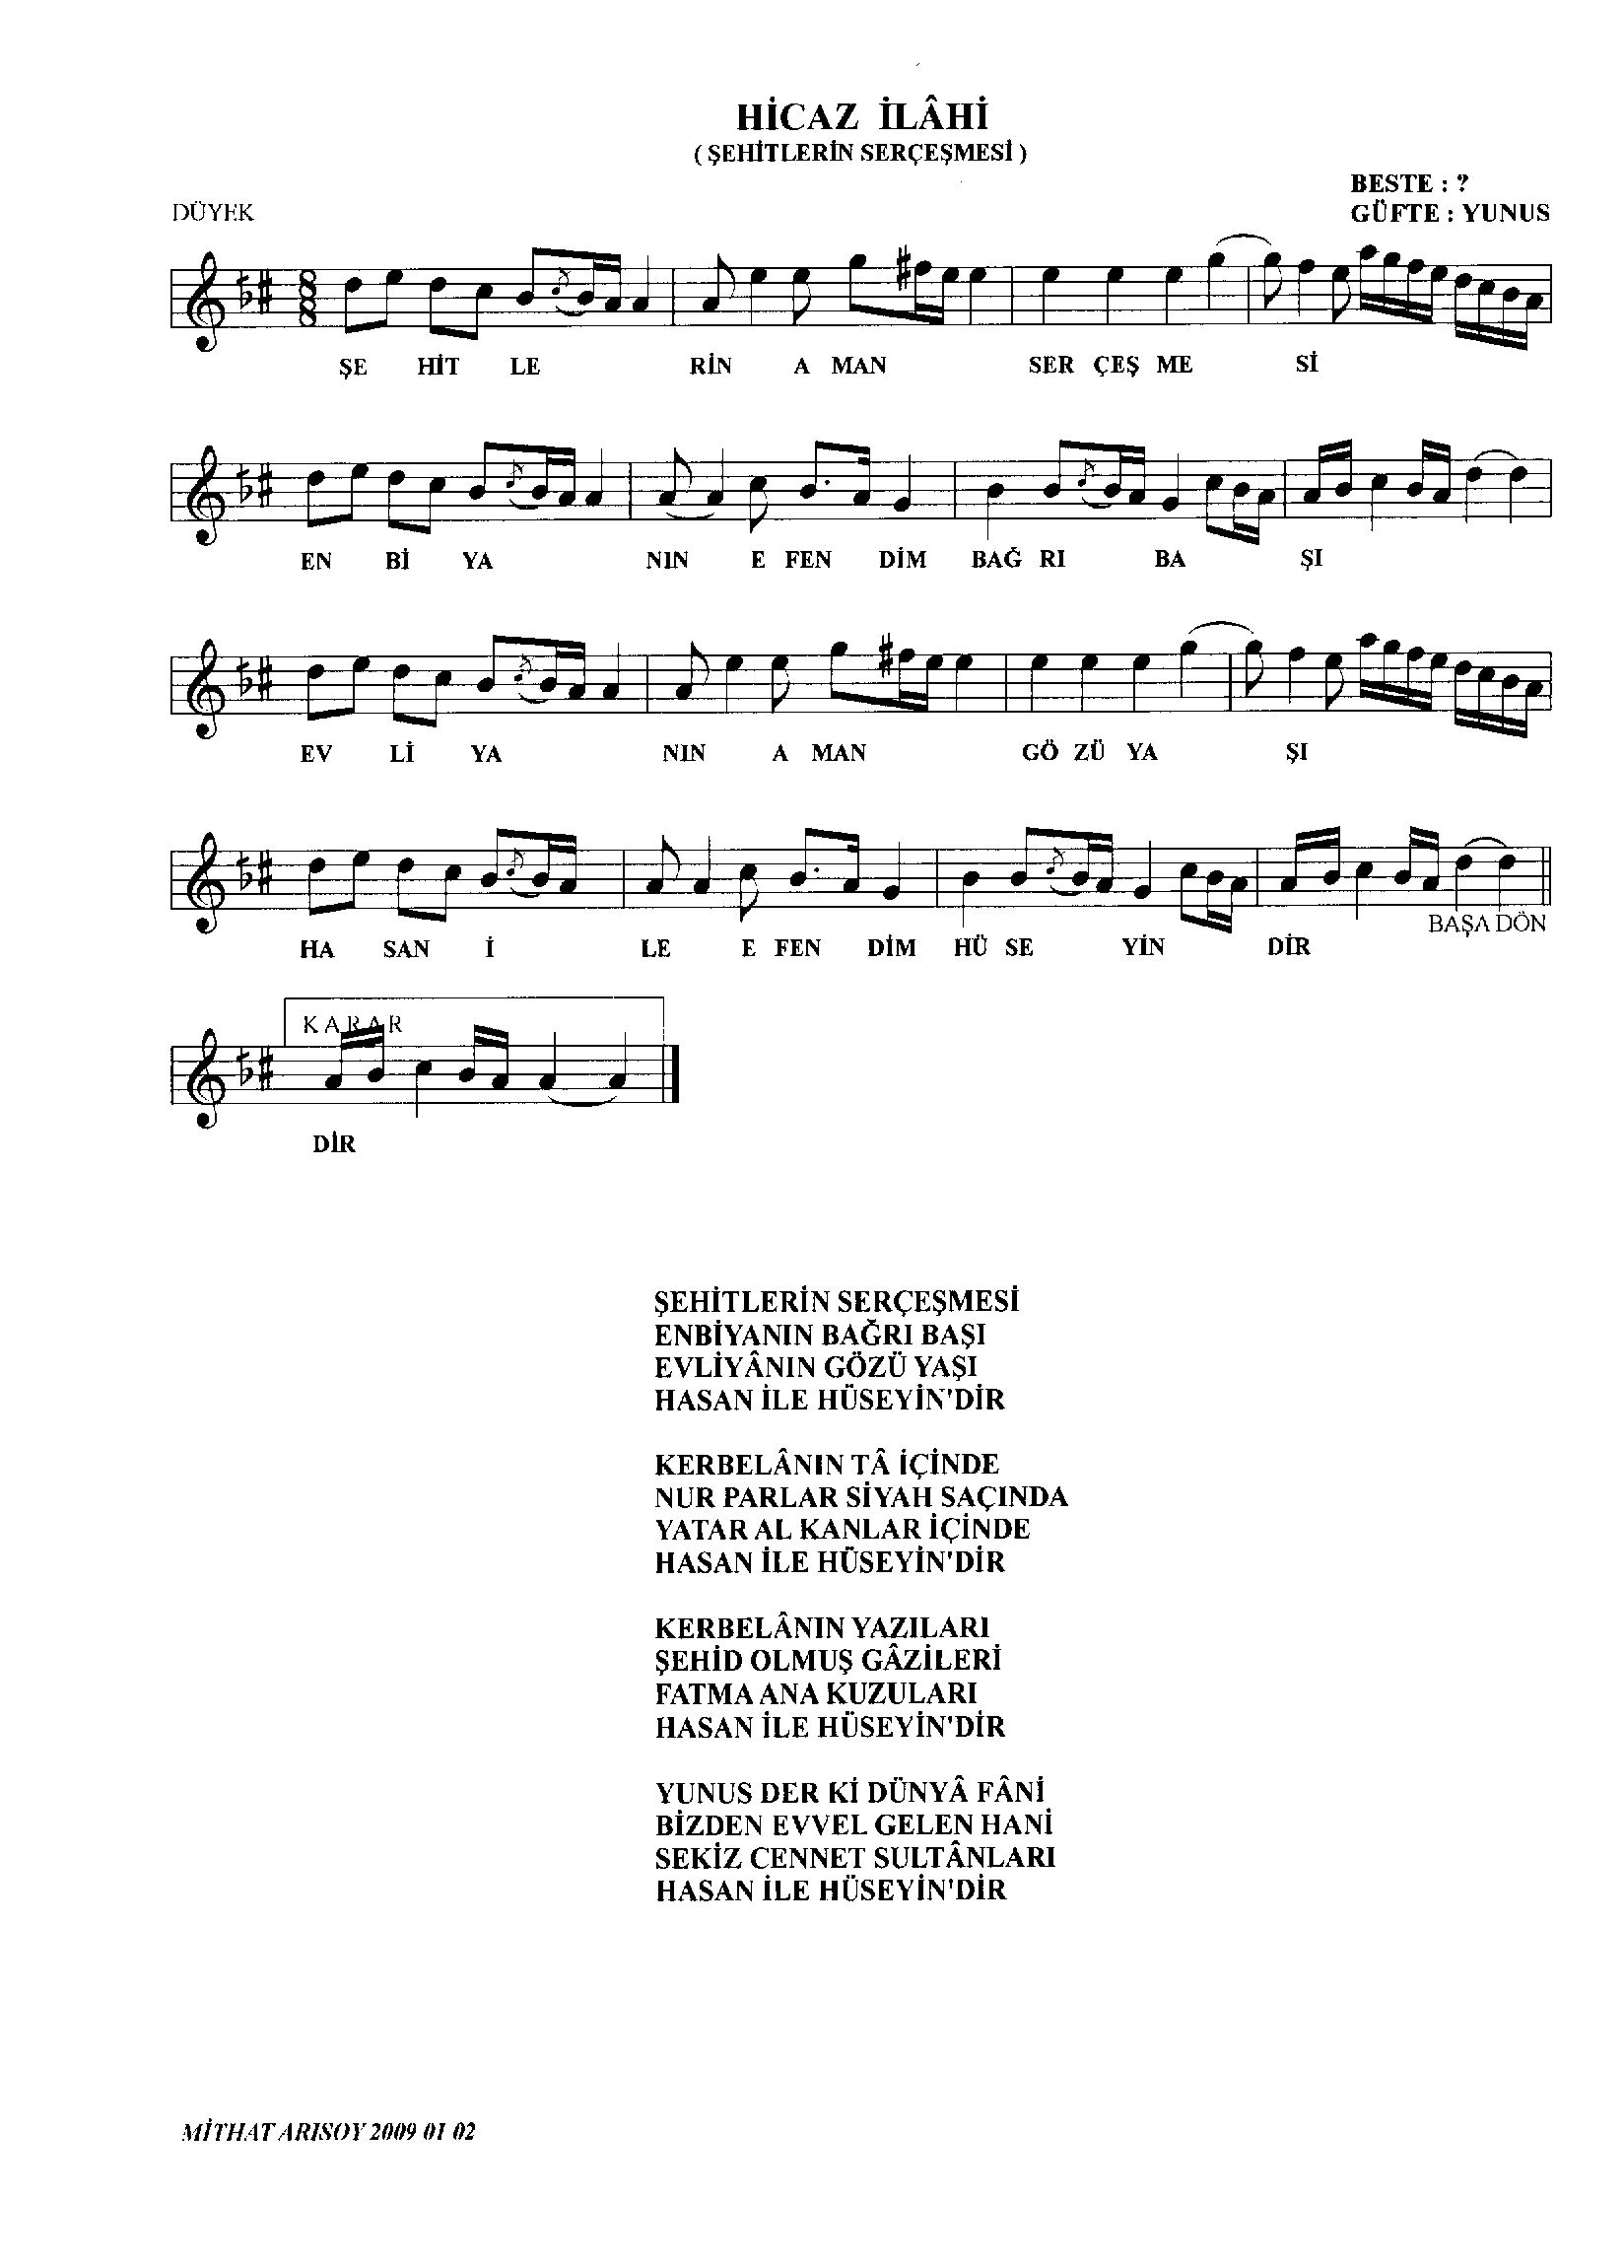 HİCAZ İLÂHİ
( ŞEHİTLERİN SERÇEŞMESİ )
BESTE : ?
DÜYEK
GÜFTE : YUNUS
8
8
8
ŞE HİT LE RİN A MAN SER ÇEŞ ME Sİ
EN Bİ YA NIN E FEN DİM BAĞ RI BA ŞI
EV Lİ YA NIN A MAN GÖ ZÜ YA ŞI
BAŞA DÖN
HA SAN İ LE E FEN DİM HÜ SE YİN DİR
KARAR
DİR
ŞEHİTLERİN SERÇEŞMESİ
ENBİYANIN BAĞRI BAŞI
EVLİYÂNIN GÖZÜ YAŞI
HASAN İLE HÜSEYİN'DİR
KERBELÂNIN TÂ İÇİNDE
NUR PARLAR SİYAH SAÇINDA
YATAR AL KANLAR İÇİNDE
HASAN İLE HÜSEYİN'DİR
KERBELÂNIN YAZILARI
ŞEHİD OLMUŞ GÂZİLERİ
FATMA ANA KUZULARI
HASAN İLE HÜSEYİN'DİR
YUNUS DER Kİ DÜNYÂ FÂNİ
BİZDEN EVVEL GELEN HANİ
SEKİZ CENNET SULTÂNLARI
HASAN İLE HÜSEYİN'DİR
MİTHAT ARISOY 2009 01 02